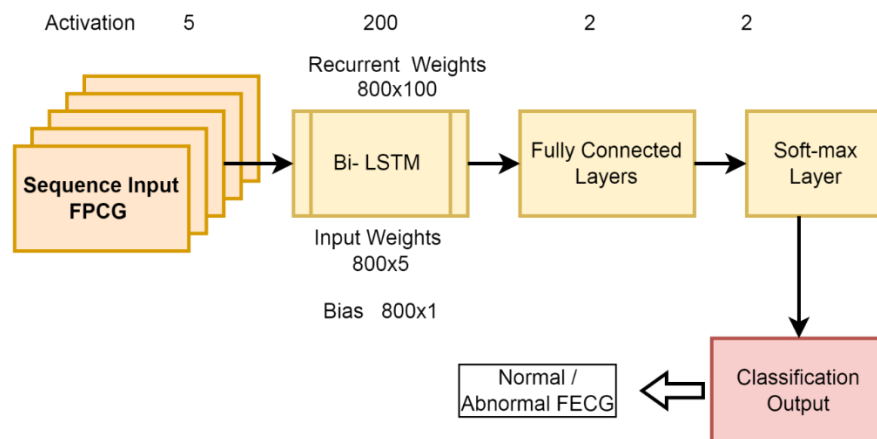 Activation 5 200 2 2
Recurrent Weights
800x100
Sequence Input
FPCG
Bi- LSTM
Fully Connected
Layers
Soft-max
Layer
Input Weights
800x5
Bias 800x1
Normal /
Abnormal FECG
Classification
Output